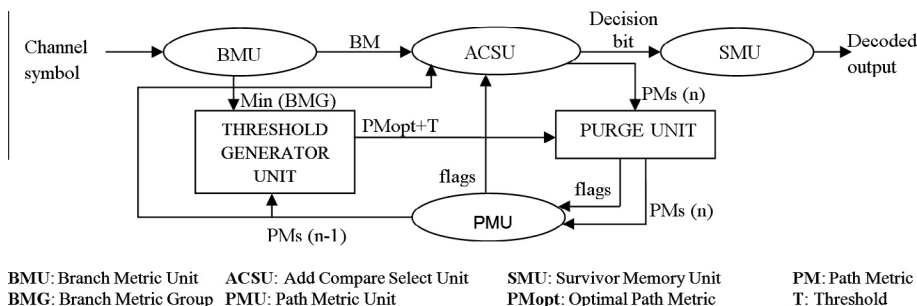 Channel symbol
BMU
BM
ACSU
Decision bit
SMU
Decoded output
Min (BMG)
PMs (n)
THRESHOLD GENERATOR UNIT
PMopt+T
PURGE UNIT
flags
flags
PMs (n)
PMU
PMs (n-1)
BMU: Branch Metric Unit ACSU: Add Compare Select Unit SMU: Survivor Memory Unit PM: Path Metric
BMG: Branch Metric Group PMU: Path Metric Unit PMopt: Optimal Path Metric T: Threshold